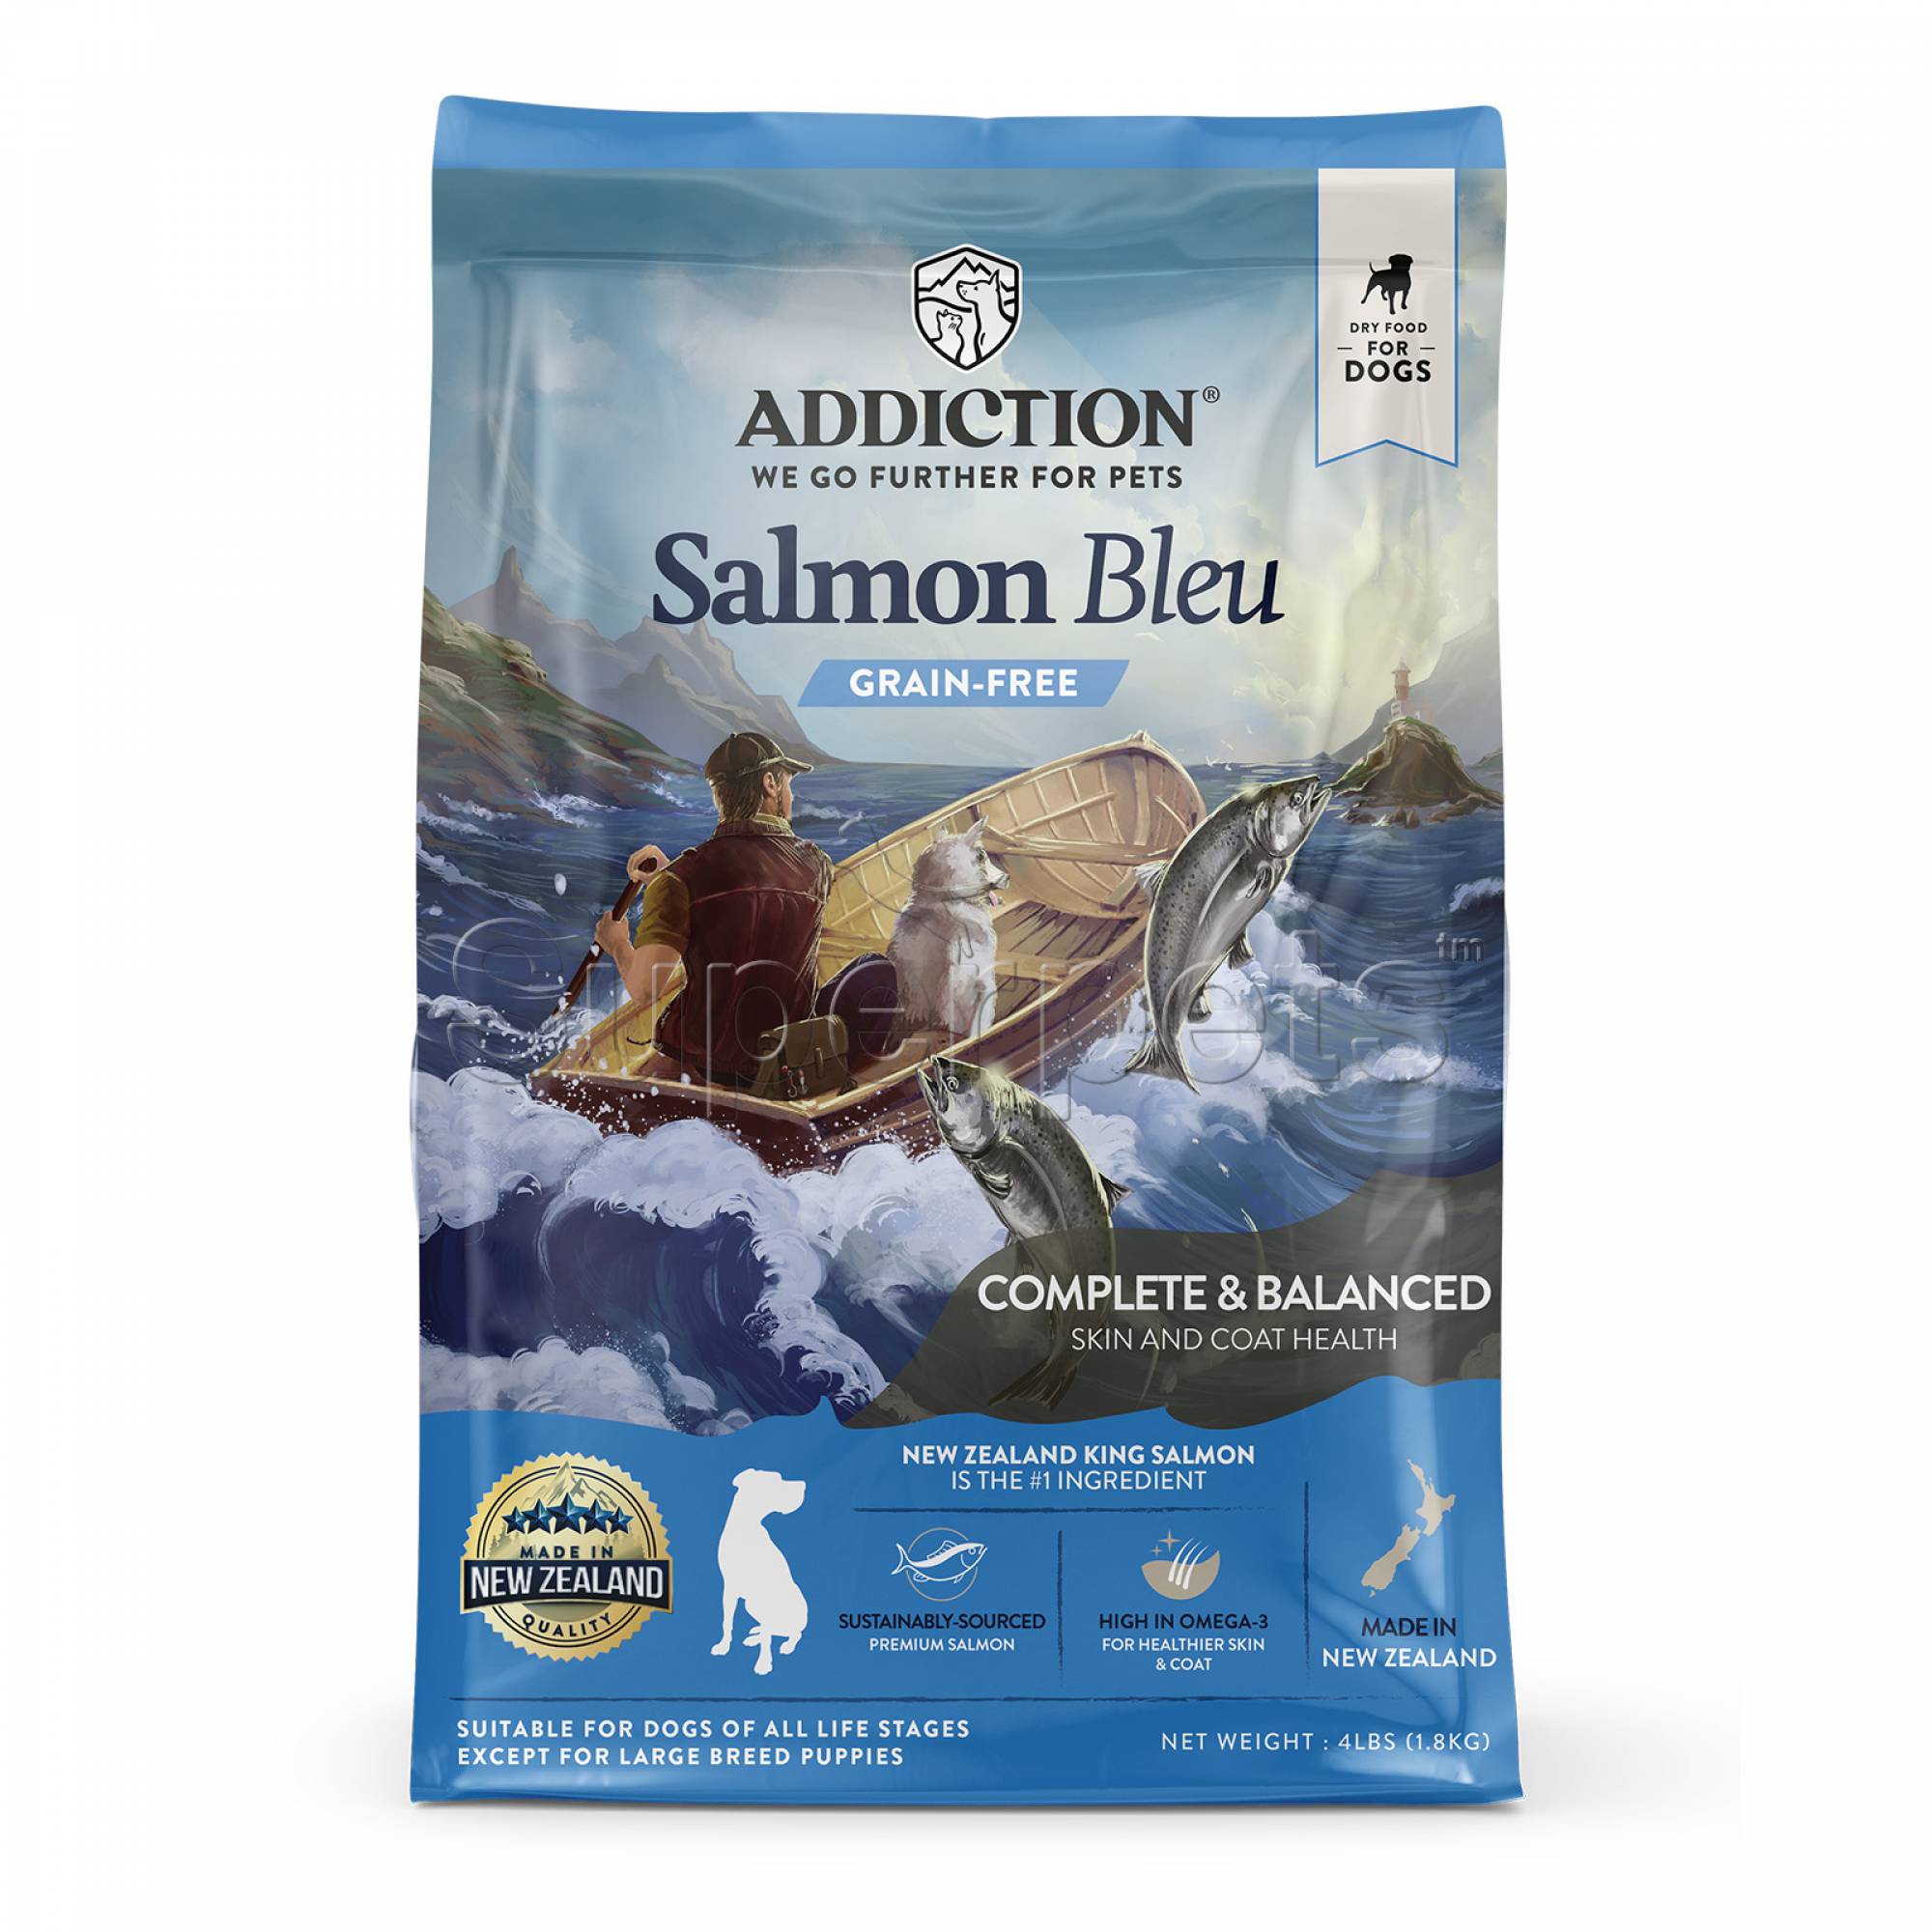 DRY FOOD
FOR
DOGS
ADDICTION®
WE GO FURTHER FOR PETS
Salmon Bleu
GRAIN-FREE
superpets™
COMPLETE & BALANCED
SKIN AND COAT HEALTH
NEW ZEALAND KING SALMON
IS THE #1 INGREDIENT
MADE IN
NEW ZEALAND
QUALITY
SUSTAINABLY-SOURCED
PREMIUM SALMON
HIGH IN OMEGA-3
FOR HEALTHIER SKIN
& COAT
MADE IN
NEW ZEALAND
SUITABLE FOR DOGS OF ALL LIFE STAGES
EXCEPT FOR LARGE BREED PUPPIES
NET WEIGHT : 4LBS (1.8KG)